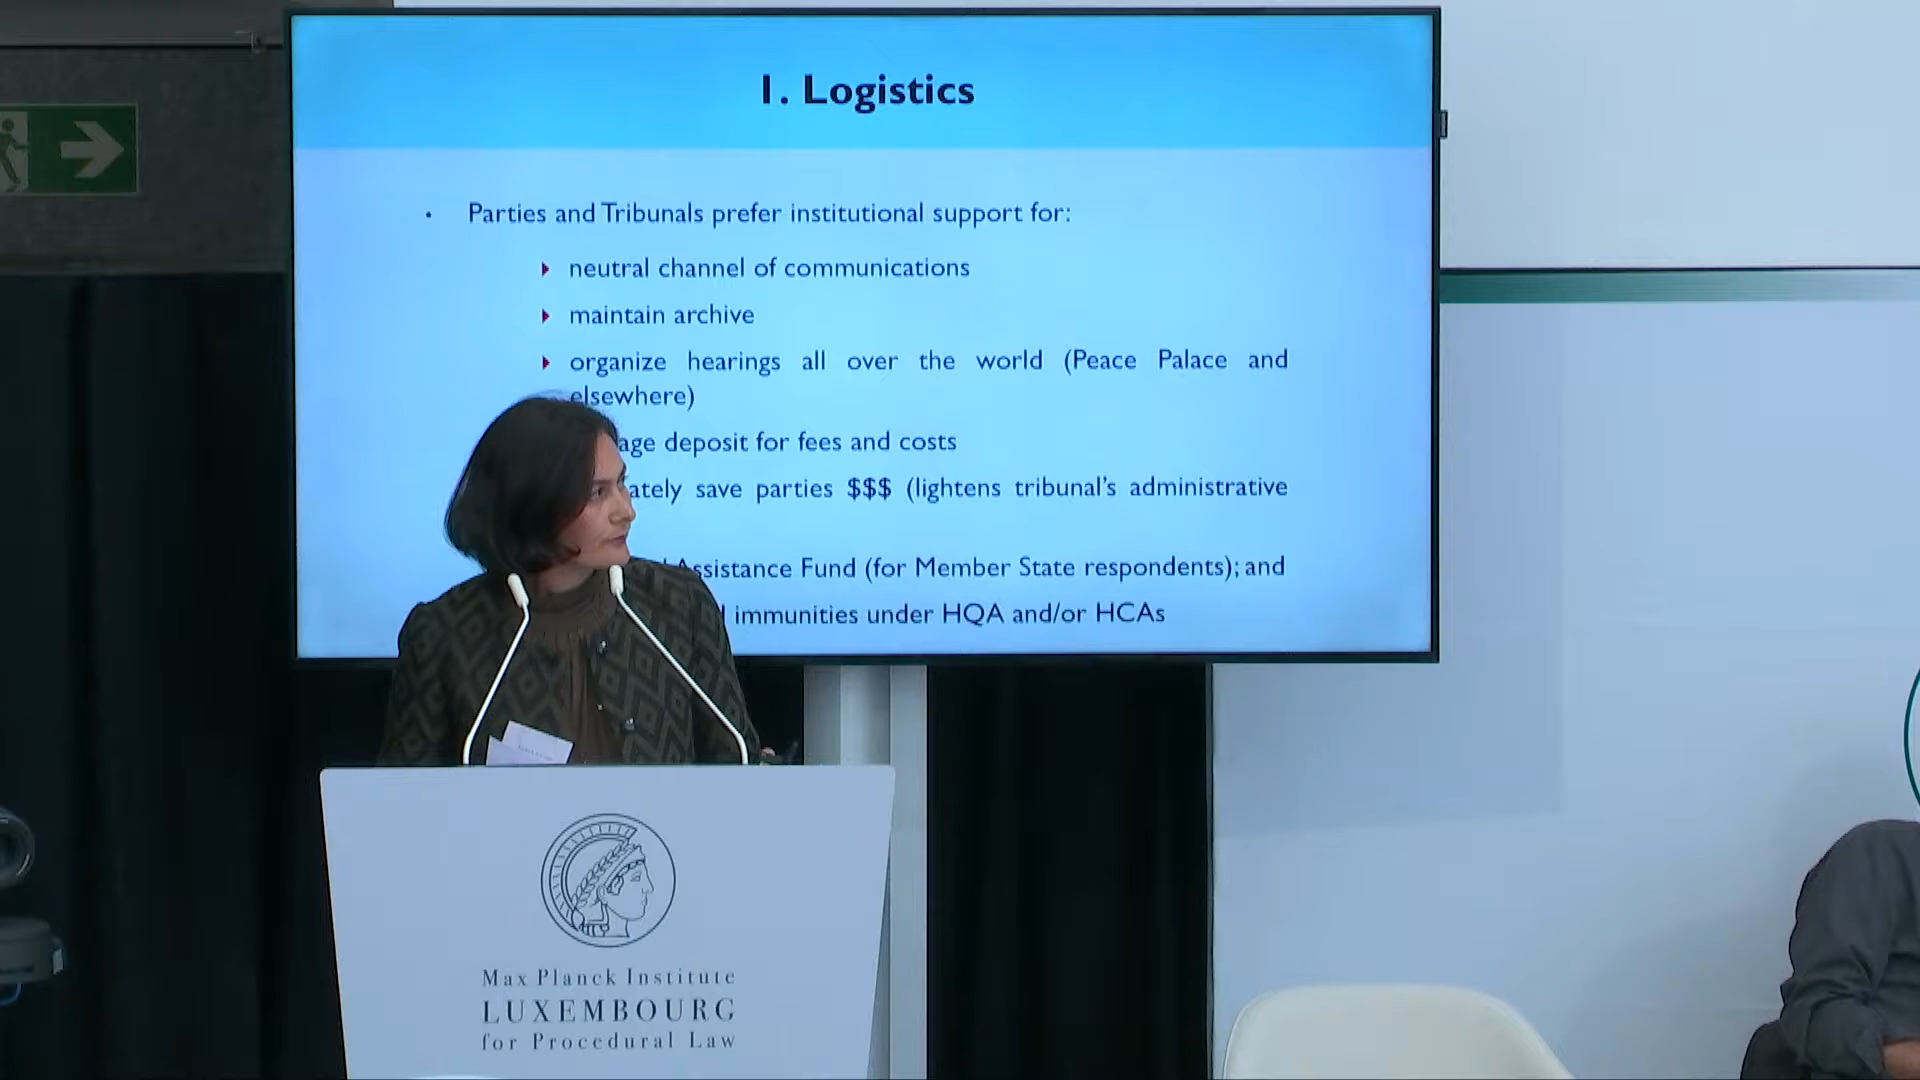 1. Logistics
• Parties and Tribunals prefer institutional support for:
neutral channel of communications
maintain archive
organize hearings all over the world (Peace Palace and
elsewhere)
age deposit for fees and costs
ately save parties $$$ (lightens tribunal's administrative
Assistance Fund (for Member State respondents); and
immunities under HQA and/or HCAs
Max Planck Institute
LUXEMBOURG
for Procedural Law